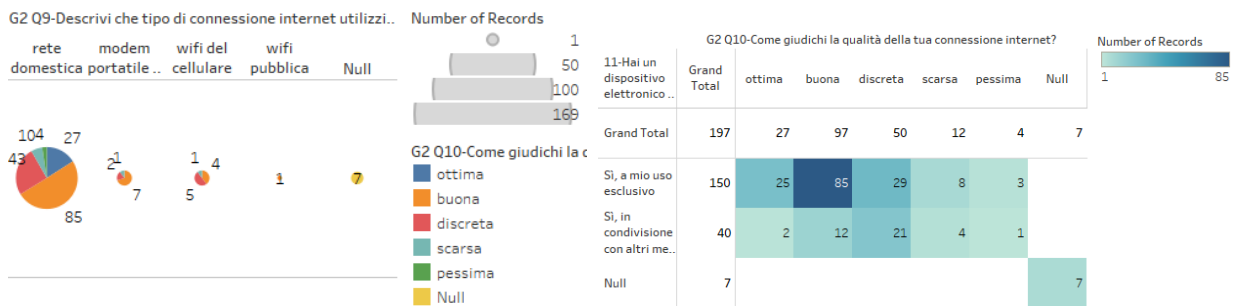 G2 Q9-Descrivi che tipo di connessione internet utilizzi..
rete domestica
modem portatile ..
wifi del cellulare
wifi pubblica
Null
104 27
43
85
1
2
7
1 4
5
1
7
Number of Records
1
50
100
169
G2 Q10-Come giudichi la c
ottima
buona
discreta
scarsa
pessima
Null
G2 Q10-Come giudichi la qualità della tua connessione internet?
11-Hai un dispositivo elettronico ..
Grand Total
ottima buona discreta scarsa pessima Null
Grand Total 197 27 97 50 12 4 7
Sì, a mio uso esclusivo 150 25 85 29 8 3
Sì, in condivisione con altri me.. 40 2 12 21 4 1
Null 7 7
Number of Records
1 85